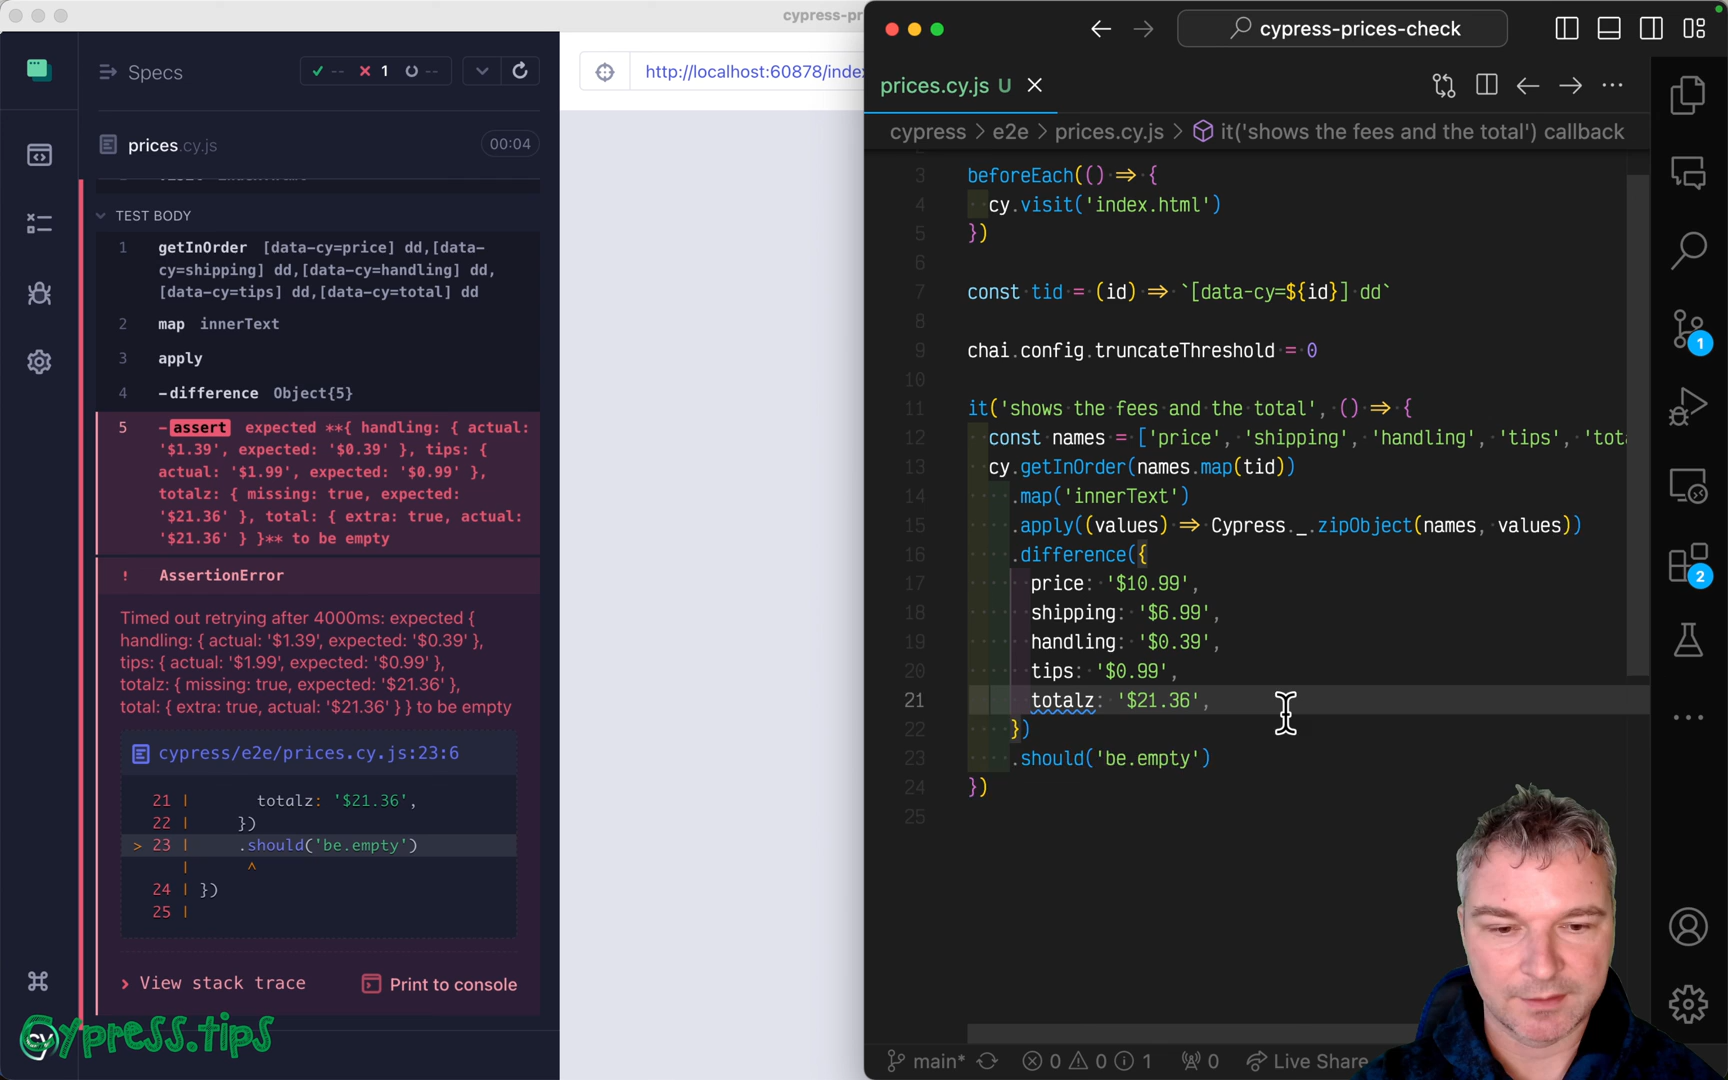 cypress-pr
Specs
-- 1 --
http://localhost:60878/inde
prices.cy.js
00:04
TEST BODY
1 getInOrder [data-cy=price] dd,[data-
cy=shipping] dd,[data-cy=handling] dd,
[data-cy=tips] dd,[data-cy=total] dd
2 map innerText
3 apply
4 -difference Object{5}
5 -assert expected **{ handling: { actual:
'$1.39', expected: '$0.39' }, tips: {
actual: '$1.99', expected: '$0.99' },
totalz: { missing: true, expected:
'$21.36' }, total: { extra: true, actual:
'$21.36' } }** to be empty
! AssertionError
Timed out retrying after 4000ms: expected {
handling: { actual: '$1.39', expected: '$0.39' },
tips: { actual: '$1.99', expected: '$0.99' },
totalz: { missing: true, expected: '$21.36' },
total: { extra: true, actual: '$21.36' } } to be empty
cypress/e2e/prices.cy.js:23:6
21 | totalz: '$21.36',
22 | })
> 23 | .should('be.empty')
| ^
24 | })
25 |
> View stack trace
Print to console
cy
Cypress.tips
cypress-prices-check
prices.cy.js U
cypress > e2e > prices.cy.js > it('shows the fees and the total') callback
3 beforeEach(() => {
4 cy.visit('index.html')
5 })
6
7 const tid = (id) => `[data-cy=${id}] dd`
8
9 chai.config.truncateThreshold = 0
10
11 it('shows the fees and the total', () => {
12 const names = ['price', 'shipping', 'handling', 'tips', 'tota
13 cy.getInOrder(names.map(tid))
14 .map('innerText')
15 .apply((values) => Cypress._.zipObject(names, values))
16 .difference({
17 price: '$10.99',
18 shipping: '$6.99',
19 handling: '$0.39',
20 tips: '$0.99',
21 totalz: '$21.36',
22 })
23 .should('be.empty')
24 })
25
1
2
main* 0 0 1 0 Live Share